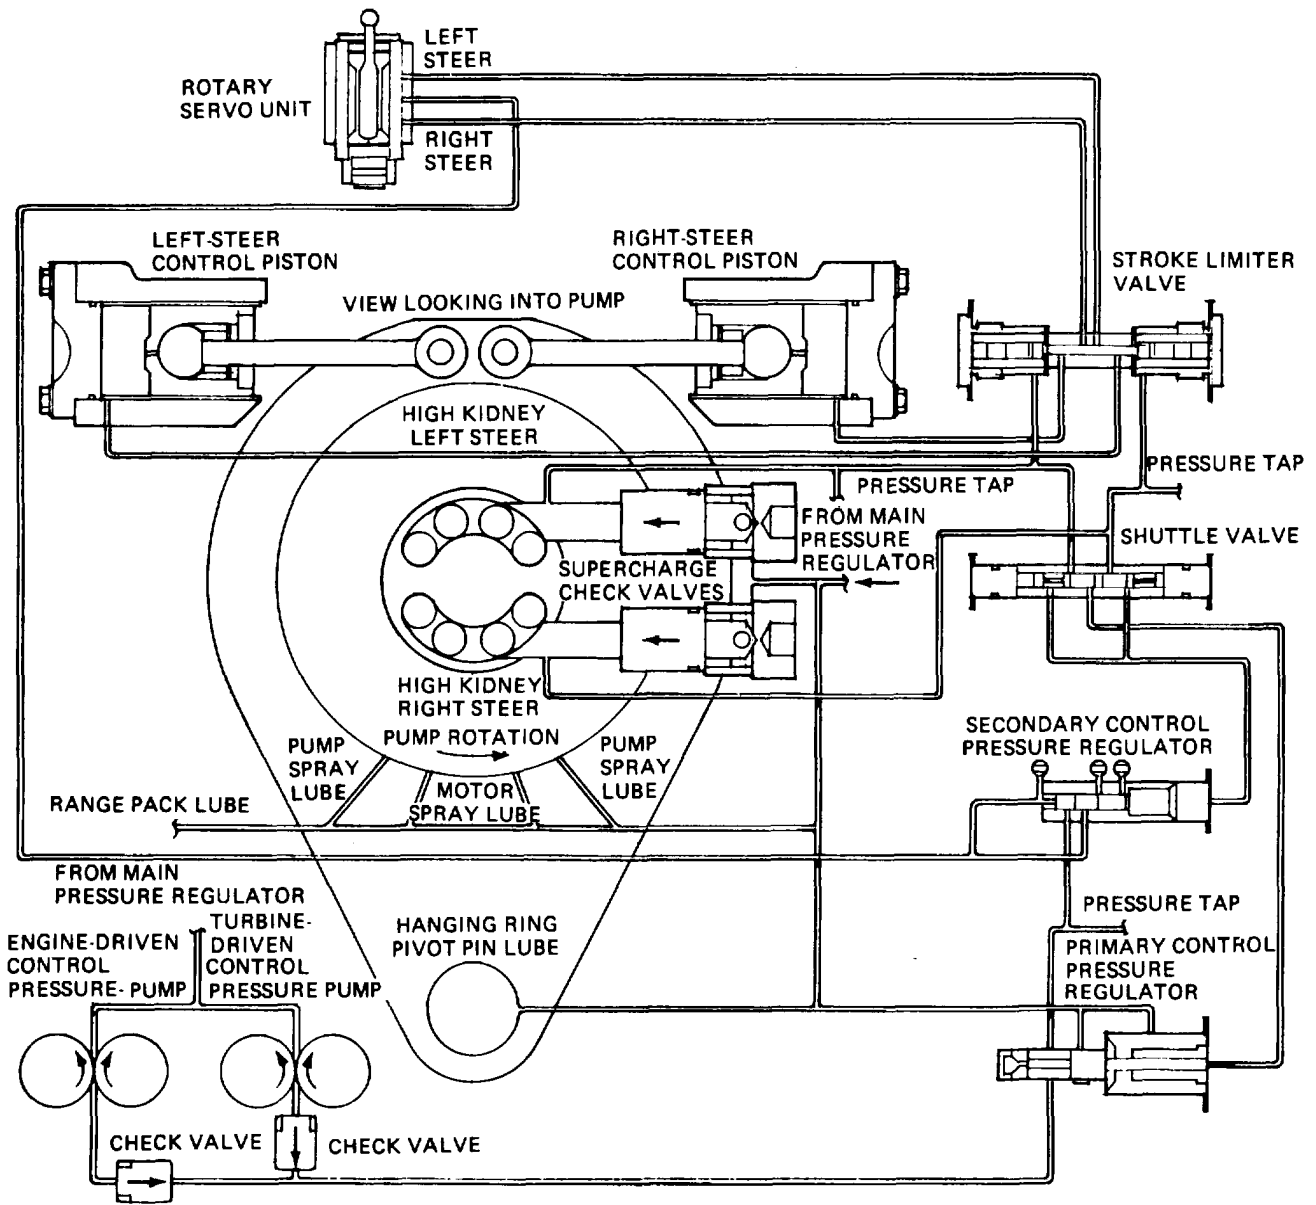 LEFT
STEER
ROTARY
SERVO UNIT
RIGHT
STEER
LEFT-STEER
CONTROL PISTON
RIGHT-STEER
CONTROL PISTON
STROKE LIMITER
VALVE
VIEW LOOKING INTO PUMP
HIGH KIDNEY
LEFT STEER
PRESSURE TAP
PRESSURE TAP
FROM MAIN
PRESSURE
REGULATOR
SHUTTLE VALVE
SUPERCHARGE
CHECK VALVES
HIGH KIDNEY
RIGHT STEER
PUMP ROTATION
PUMP
SPRAY
LUBE
PUMP
SPRAY
LUBE
SECONDARY CONTROL
PRESSURE REGULATOR
MOTOR
SPRAY LUBE
RANGE PACK LUBE
FROM MAIN
PRESSURE REGULATOR
PRESSURE TAP
ENGINE-DRIVEN
CONTROL
PRESSURE- PUMP
TURBINE-
DRIVEN
CONTROL
PRESSURE PUMP
HANGING RING
PIVOT PIN LUBE
PRIMARY CONTROL
PRESSURE
REGULATOR
CHECK VALVE
CHECK VALVE